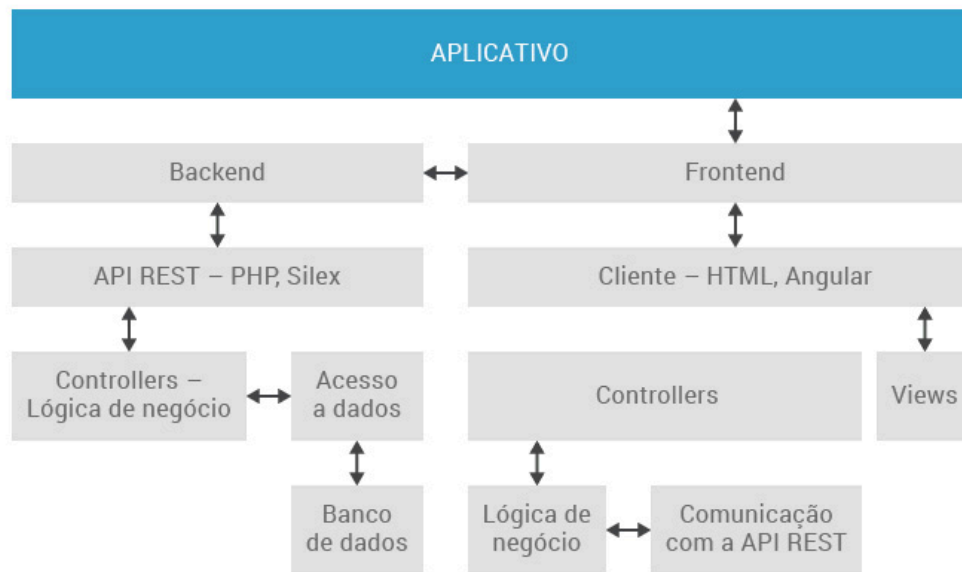 APLICATIVO
Backend
Frontend
API REST – PHP, Silex
Cliente – HTML, Angular
Controllers –
Lógica de negócio
Acesso
a dados
Controllers
Views
Banco
de dados
Lógica de
negócio
Comunicação
com a API REST